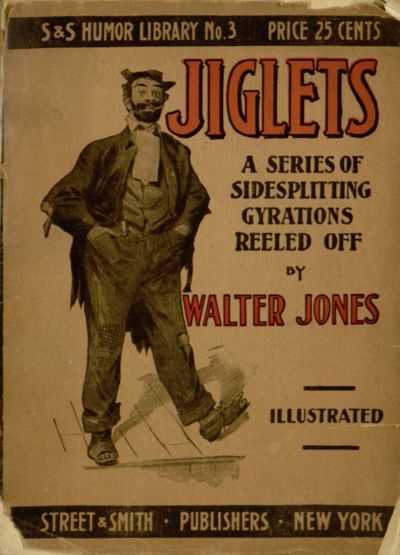 S&S HUMOR LIBRARY No. 3 PRICE 25 CENTS
JIGLETS
A SERIES OF
SIDESPLITTING
GYRATIONS
REELED OFF
BY
WALTER JONES
ILLUSTRATED
STREET & SMITH · PUBLISHERS · NEW YORK